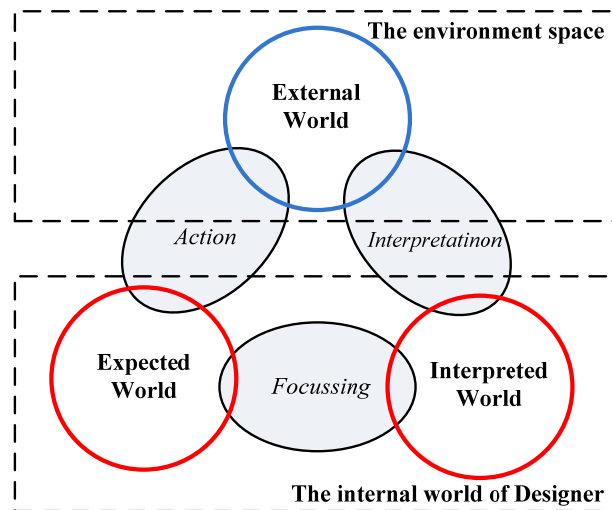 The environment space
External
World
Action
Interpretatinon
Expected
World
Focussing
Interpreted
World
The internal world of Designer